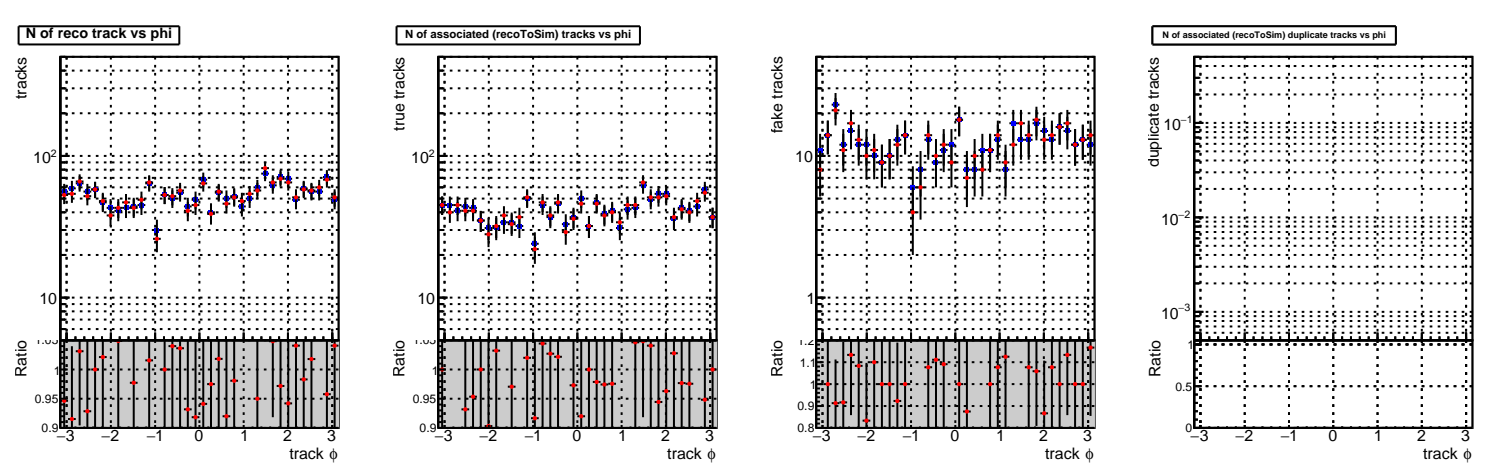 N of reco track vs phi
tracks
10²
10
Ratio
0.95
0.9
−3 −2 −1 0 1 2 3
track ϕ
N of associated (recoToSim) tracks vs phi
true tracks
10²
10
Ratio
1
0.95
0.9
−3 −2 −1 0 1 2 3
track ϕ
fake tracks
10
1
Ratio
1.2
1.1
1
0.9
0.8
−3 −2 −1 0 1 2 3
track ϕ
N of associated (recoToSim) duplicate tracks vs phi
duplicate tracks
10⁻¹
10⁻²
10⁻³
Ratio
1
0.5
0
−3 −2 −1 0 1 2 3
track ϕ